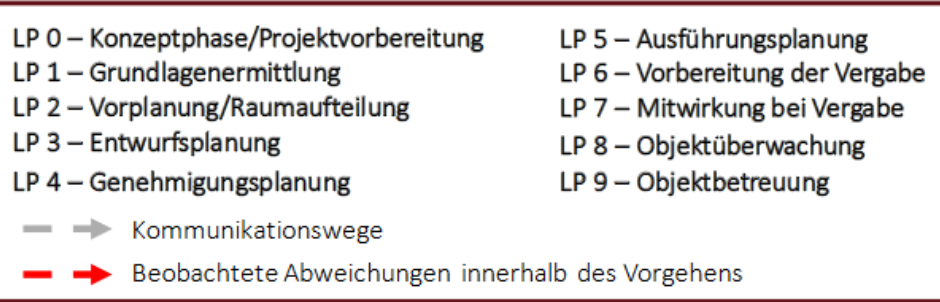 LP 0 – Konzeptphase/Projektvorbereitung
LP 1 – Grundlagenermittlung
LP 2 – Vorplanung/Raumaufteilung
LP 3 – Entwurfsplanung
LP 4 – Genehmigungsplanung
LP 5 – Ausführungsplanung
LP 6 – Vorbereitung der Vergabe
LP 7 – Mitwirkung bei Vergabe
LP 8 – Objektüberwachung
LP 9 – Objektbetreuung
Kommunikationswege
Beobachtete Abweichungen innerhalb des Vorgehens